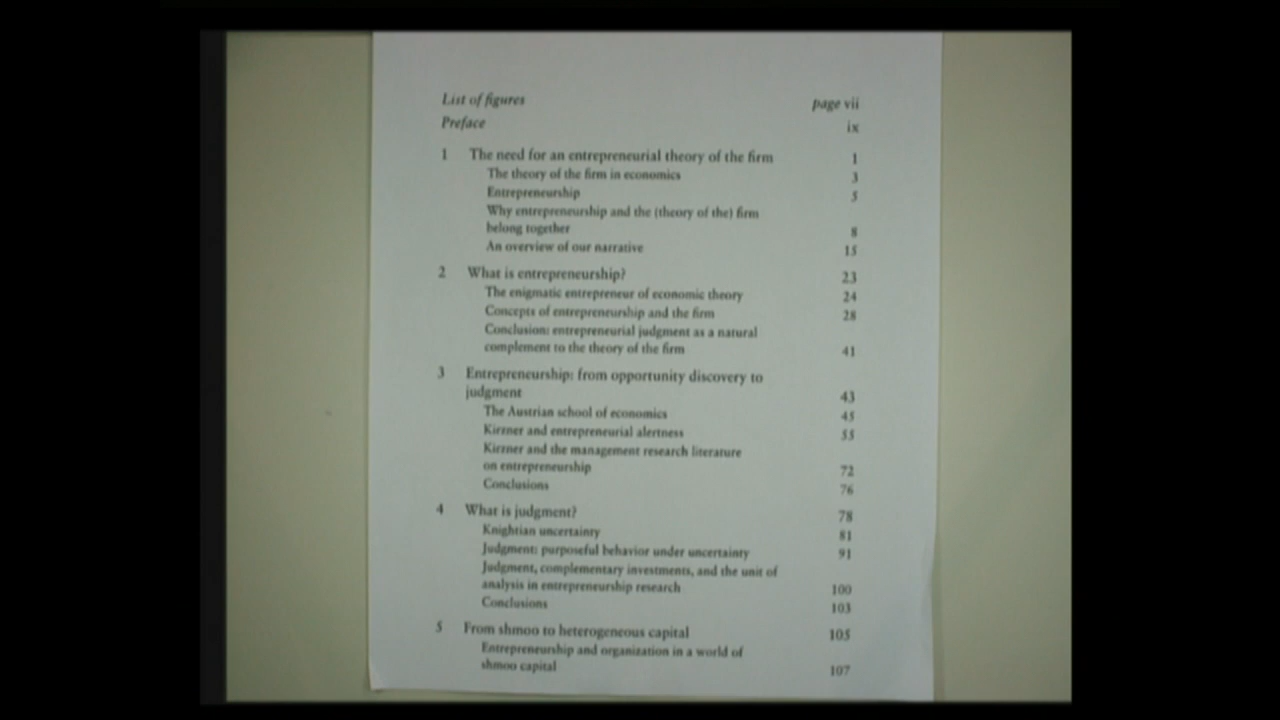 List of figures page vii
Preface ix
1 The need for an entrepreneurial theory of the firm 1
The theory of the firm in economics 3
Entrepreneurship 5
Why entrepreneurship and the (theory of the) firm
belong together 8
An overview of our narrative 15
2 What is entrepreneurship? 23
The enigmatic entrepreneur of economic theory 24
Concepts of entrepreneurship and the firm 28
Conclusion: entrepreneurial judgment as a natural
complement to the theory of the firm 41
3 Entrepreneurship: from opportunity discovery to
judgment 43
The Austrian school of economics 45
Kirzner and entrepreneurial alertness 55
Kirzner and the management research literature
on entrepreneurship 72
Conclusions 76
4 What is judgment? 78
Knightian uncertainty 81
Judgment: purposeful behavior under uncertainty 91
Judgment, complementary investments, and the unit of
analysis in entrepreneurship research 100
Conclusions 103
5 From shmoo to heterogeneous capital 105
Entrepreneurship and organization in a world of
shmoo capital 107